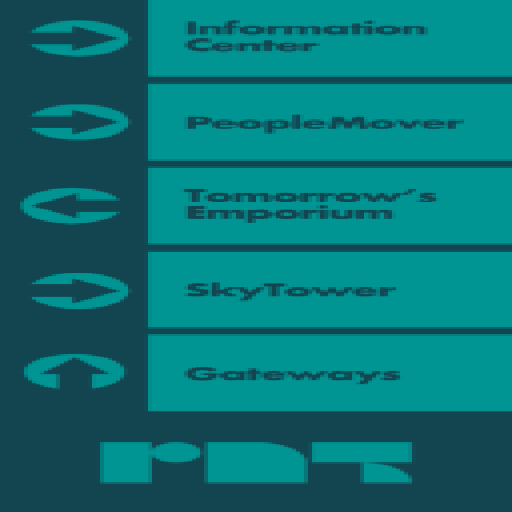 Information
Center
PeopleMover
Tomorrow's
Emporium
SkyTower
Gateways